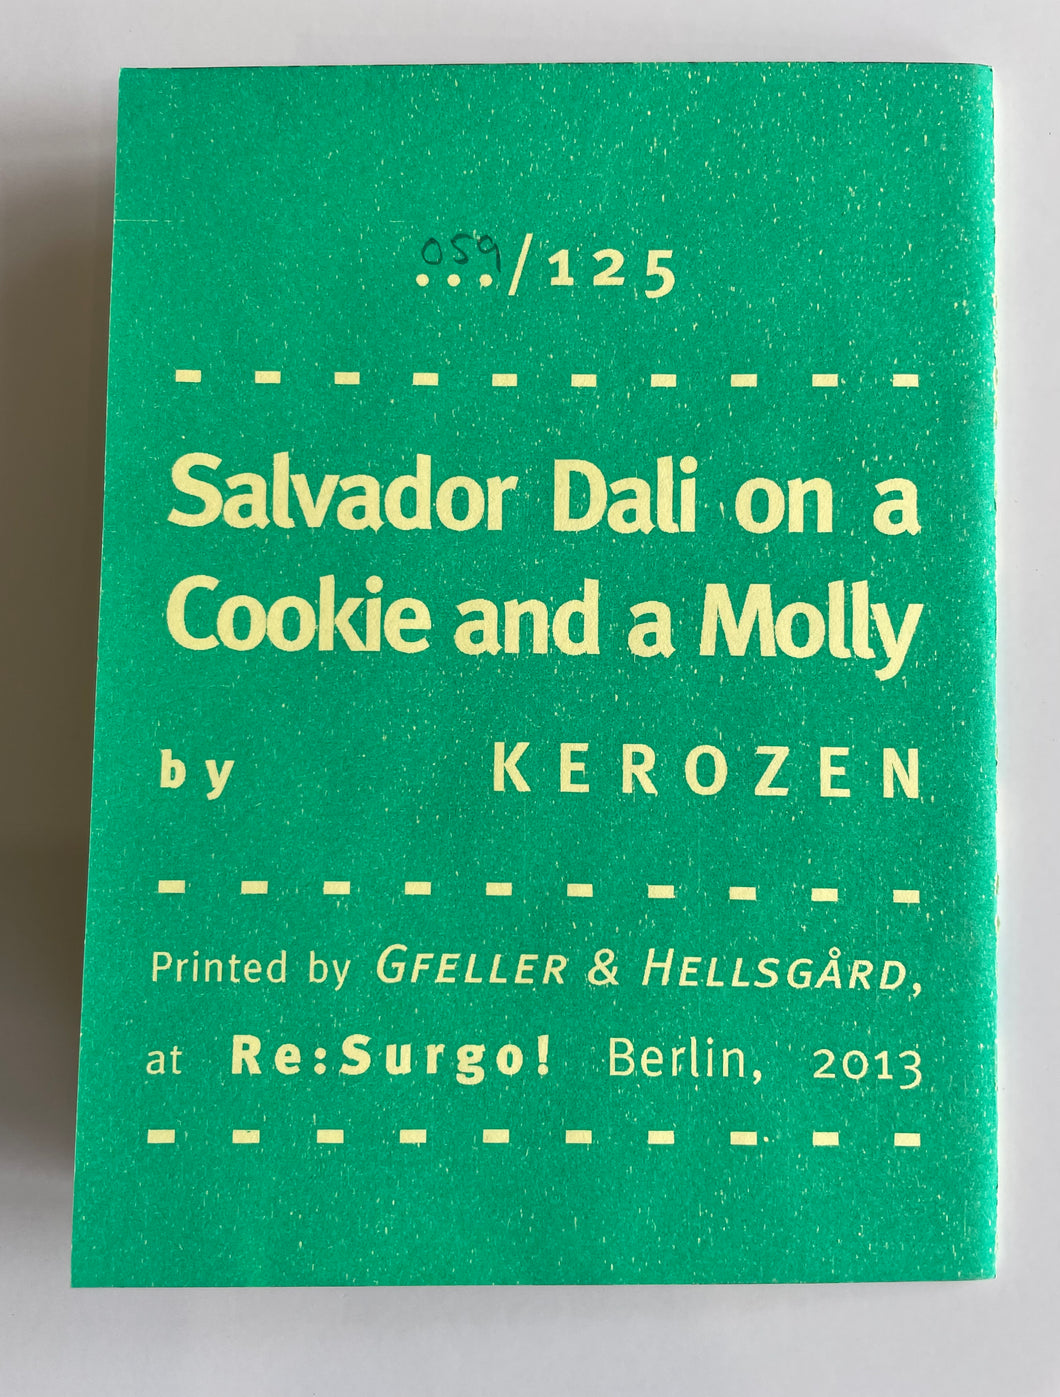 059
.../125
Salvador Dali on a
Cookie and a Molly
by KEROZEN
Printed by GFELLER & HELLSGÅRD,
at Re:Surgo! Berlin, 2013